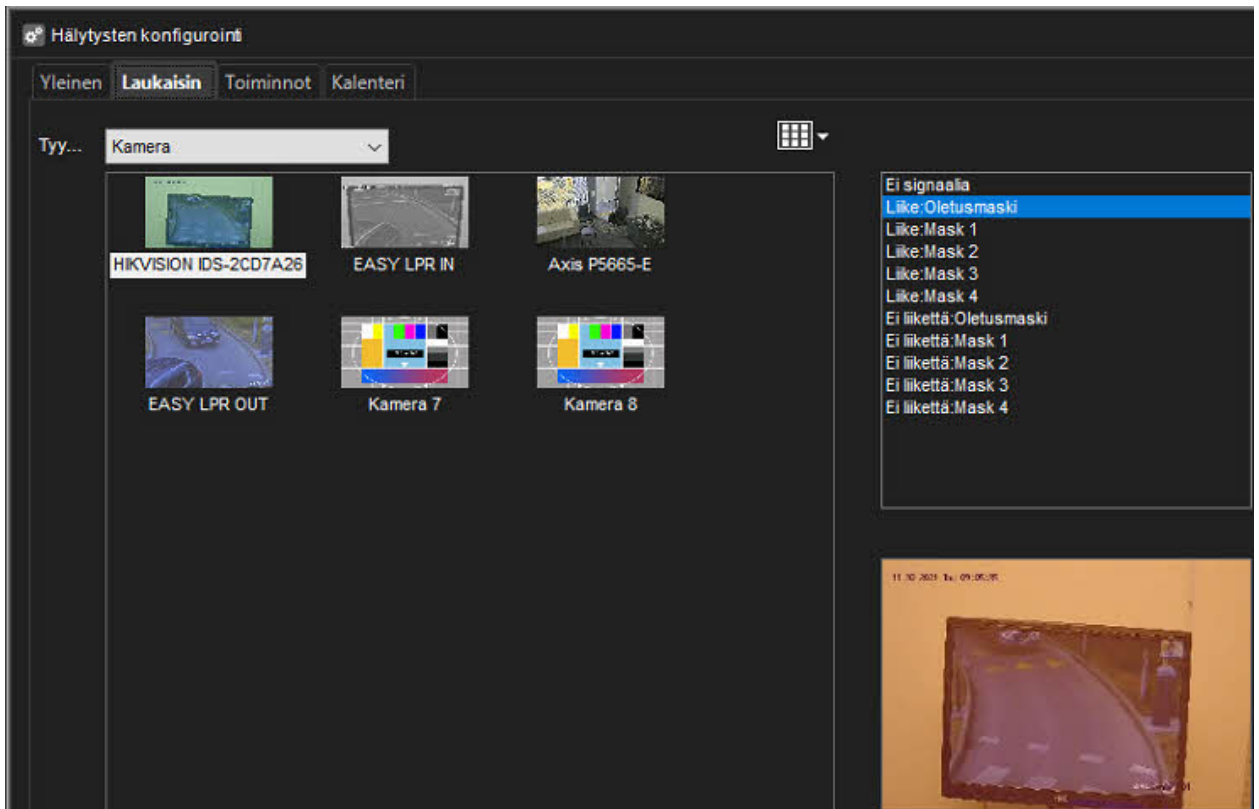 Hälytysten konfigurointi
Yleinen Laukaisin Toiminnot Kalenteri
Tyy... Kamera
HIKVISION IDS-2CD7A26 EASY LPR IN Axis P5665-E
EASY LPR OUT Kamera 7 Kamera 8
Ei signaalia
Liike:Oletusmaski
Liike:Mask 1
Liike:Mask 2
Liike:Mask 3
Liike:Mask 4
Ei liikettä:Oletusmaski
Ei liikettä:Mask 1
Ei liikettä:Mask 2
Ei liikettä:Mask 3
Ei liikettä:Mask 4